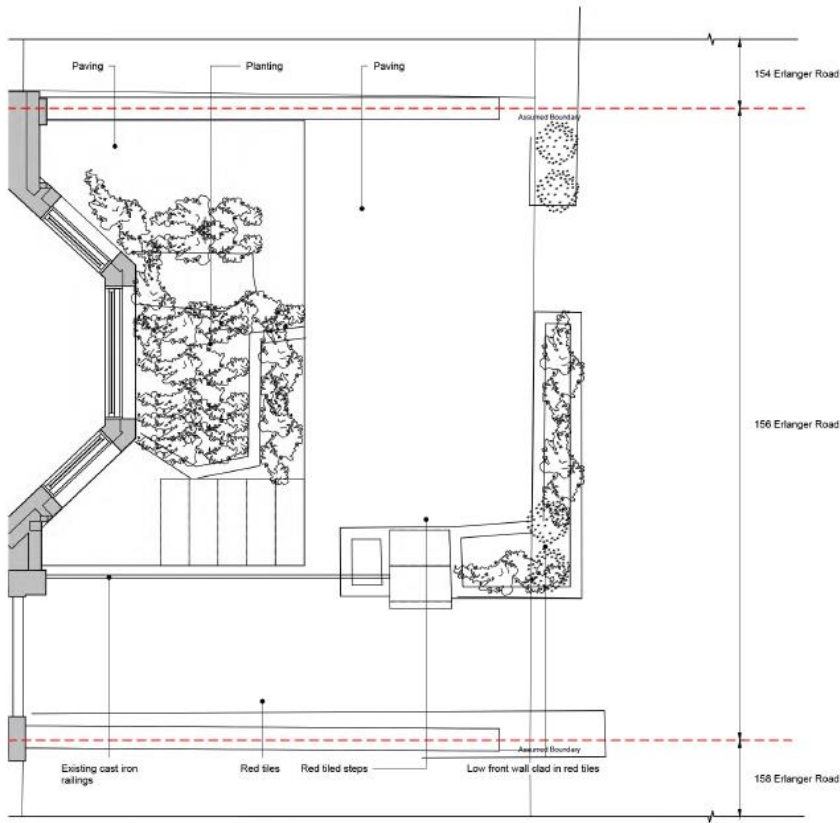 Paving
Planting
Paving
154 Erlanger Road
Assumed Boundary
156 Erlanger Road
Assumed Boundary
Existing cast iron
railings
Red tiles
Red tiled steps
Low front wall clad in red tiles
158 Erlanger Road